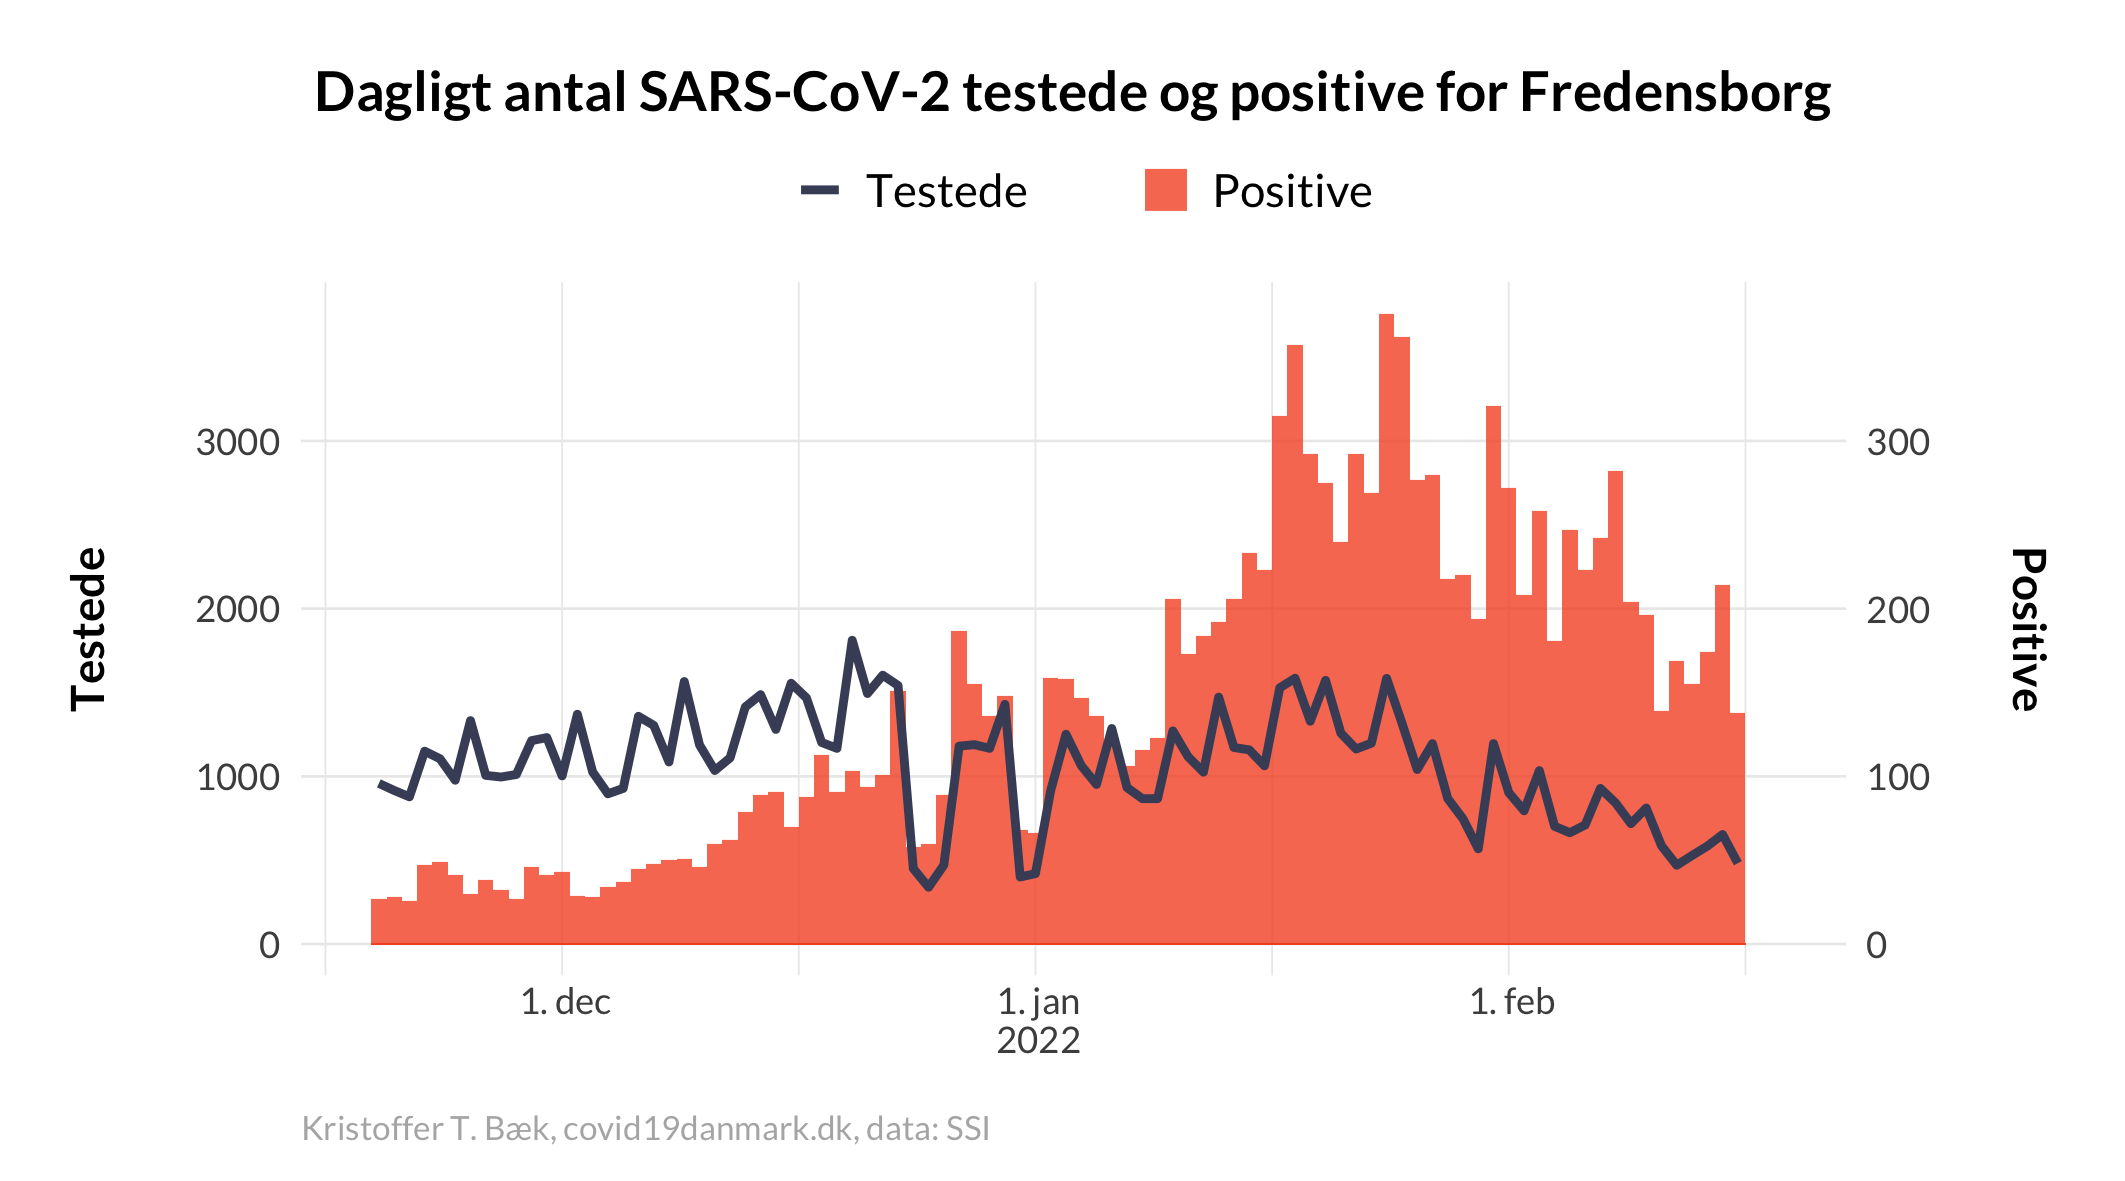 Dagligt antal SARS-CoV-2 testede og positive for Fredensborg
Testede
Positive
3000
2000
1000
0
Testede
300
200
100
0
Positive
1. dec
1. jan
2022
1. feb
Kristoffer T. Bæk, covid19danmark.dk, data: SSI